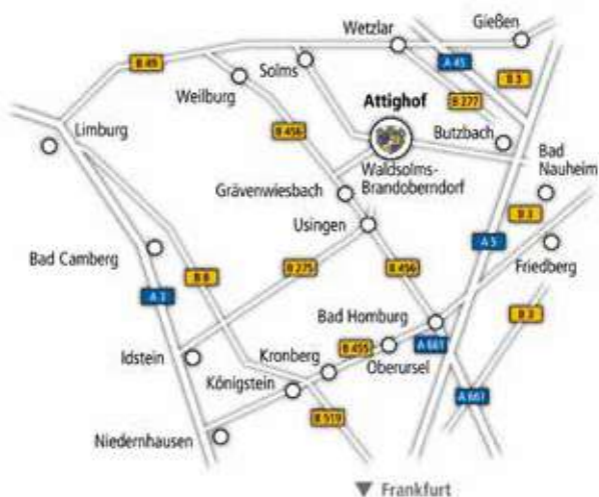 Wetzlar
Gießen
B 49
Solms
A 45
B 3
Weilburg
Attighof
B 277
Limburg
B 456
Butzbach
Bad
Nauheim
Waldsolms-
Brandoberndorf
Grävenwiesbach
Usingen
B 3
A 5
Friedberg
Bad Camberg
B 8
B 275
B 456
A 3
B 3
Bad Homburg
Idstein
Kronberg
B 455
A 661
Oberursel
Königstein
A 661
B 519
Niedernhausen
Frankfurt